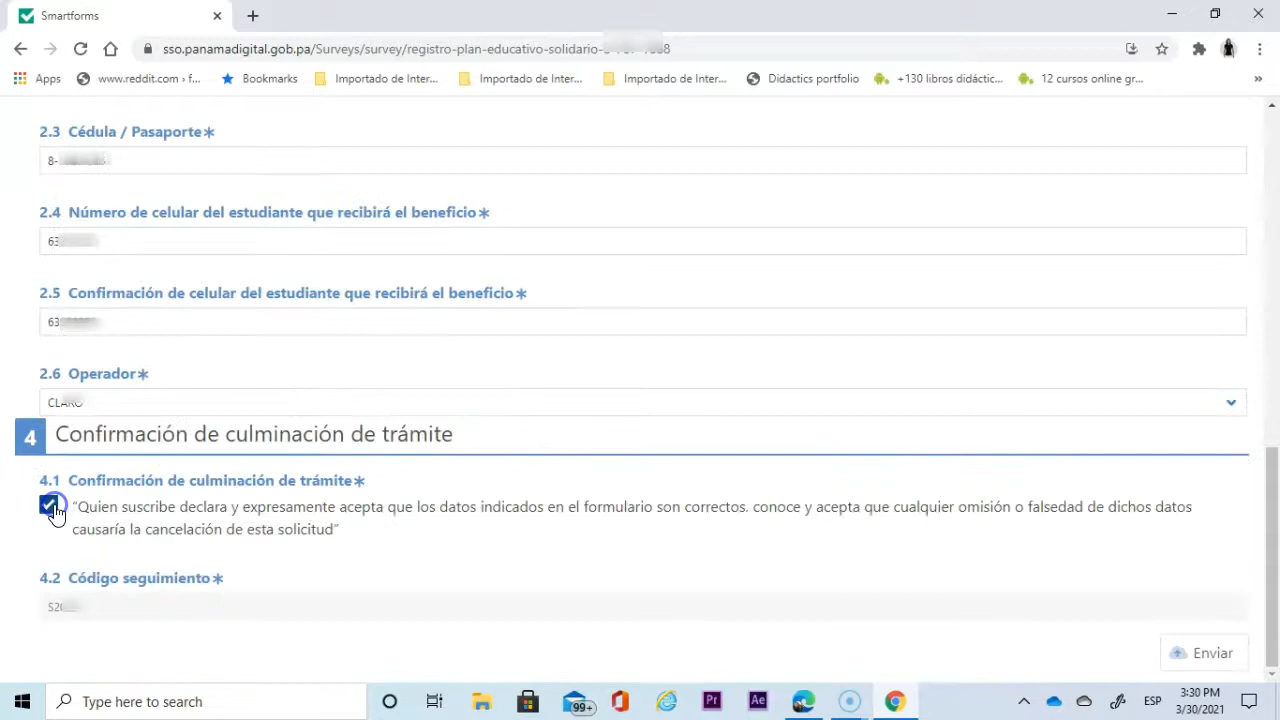 Smartforms
sso.panamadigital.gob.pa/Surveys/survey/registro-plan-educativo-solidario-
Apps www.reddit.com › f... Bookmarks Importado de Inter... Importado de Inter... Importado de Inter... Didactics portfolio +130 libros didáctic... 12 cursos online gr... »
2.3 Cédula / Pasaporte∗
8-
2.4 Número de celular del estudiante que recibirá el beneficio∗
63
2.5 Confirmación de celular del estudiante que recibirá el beneficio∗
63
2.6 Operador∗
CLARO
4 Confirmación de culminación de trámite
4.1 Confirmación de culminación de trámite∗
“Quien suscribe declara y expresamente acepta que los datos indicados en el formulario son correctos. conoce y acepta que cualquier omisión o falsedad de dichos datos
causaría la cancelación de esta solicitud”
4.2 Código seguimiento∗
Enviar
Type here to search
99+
Pr
Ae
ESP
3:30 PM
3/30/2021